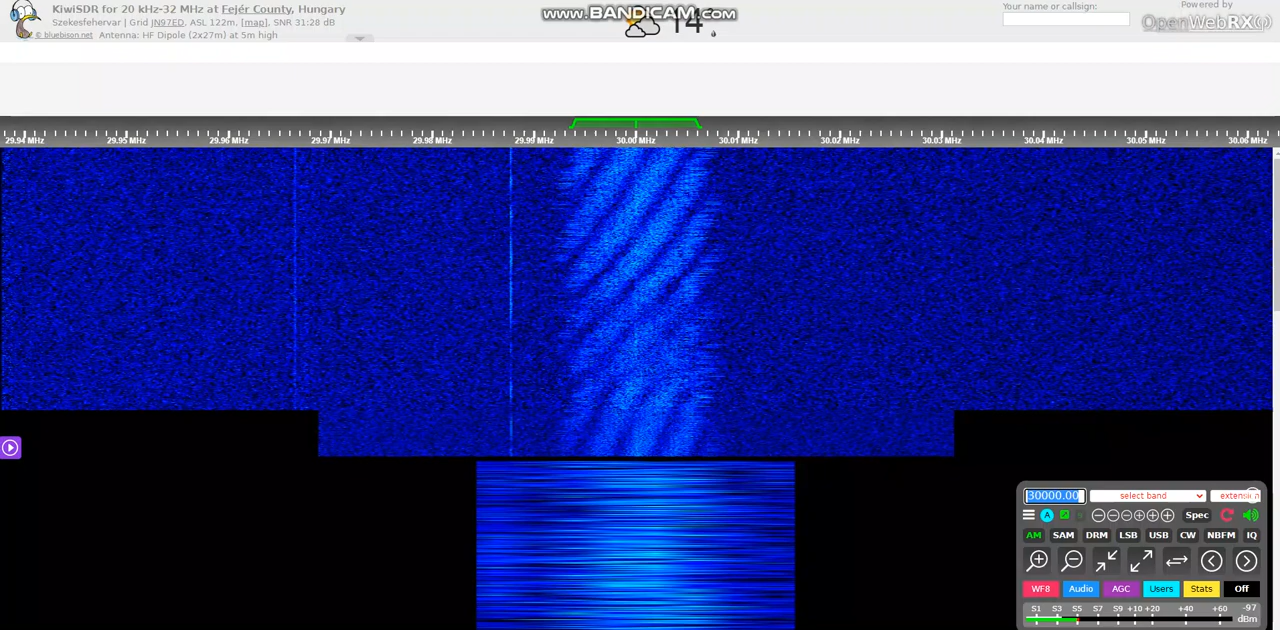 KiwiSDR for 20 kHz-32 MHz at Fejér County, Hungary
Szekesfehervar | Grid JN97ED, ASL 122m, [map], SNR 31:28 dB
© bluebison.net Antenna: HF Dipole (2x27m) at 5m high
www.BANDICAM.com
14°
Your name or callsign:
Powered by
OpenWebRX
29.94 MHz 29.95 MHz 29.96 MHz 29.97 MHz 29.98 MHz 29.99 MHz 30.00 MHz 30.01 MHz 30.02 MHz 30.03 MHz 30.04 MHz 30.05 MHz 30.06 MHz
30000.00 select band extension
A Spec
AM SAM DRM LSB USB CW NBFM IQ
WF8 Audio AGC Users Stats Off
S1 S3 S5 S7 S9 +10 +20 +40 +60 -97
dBm